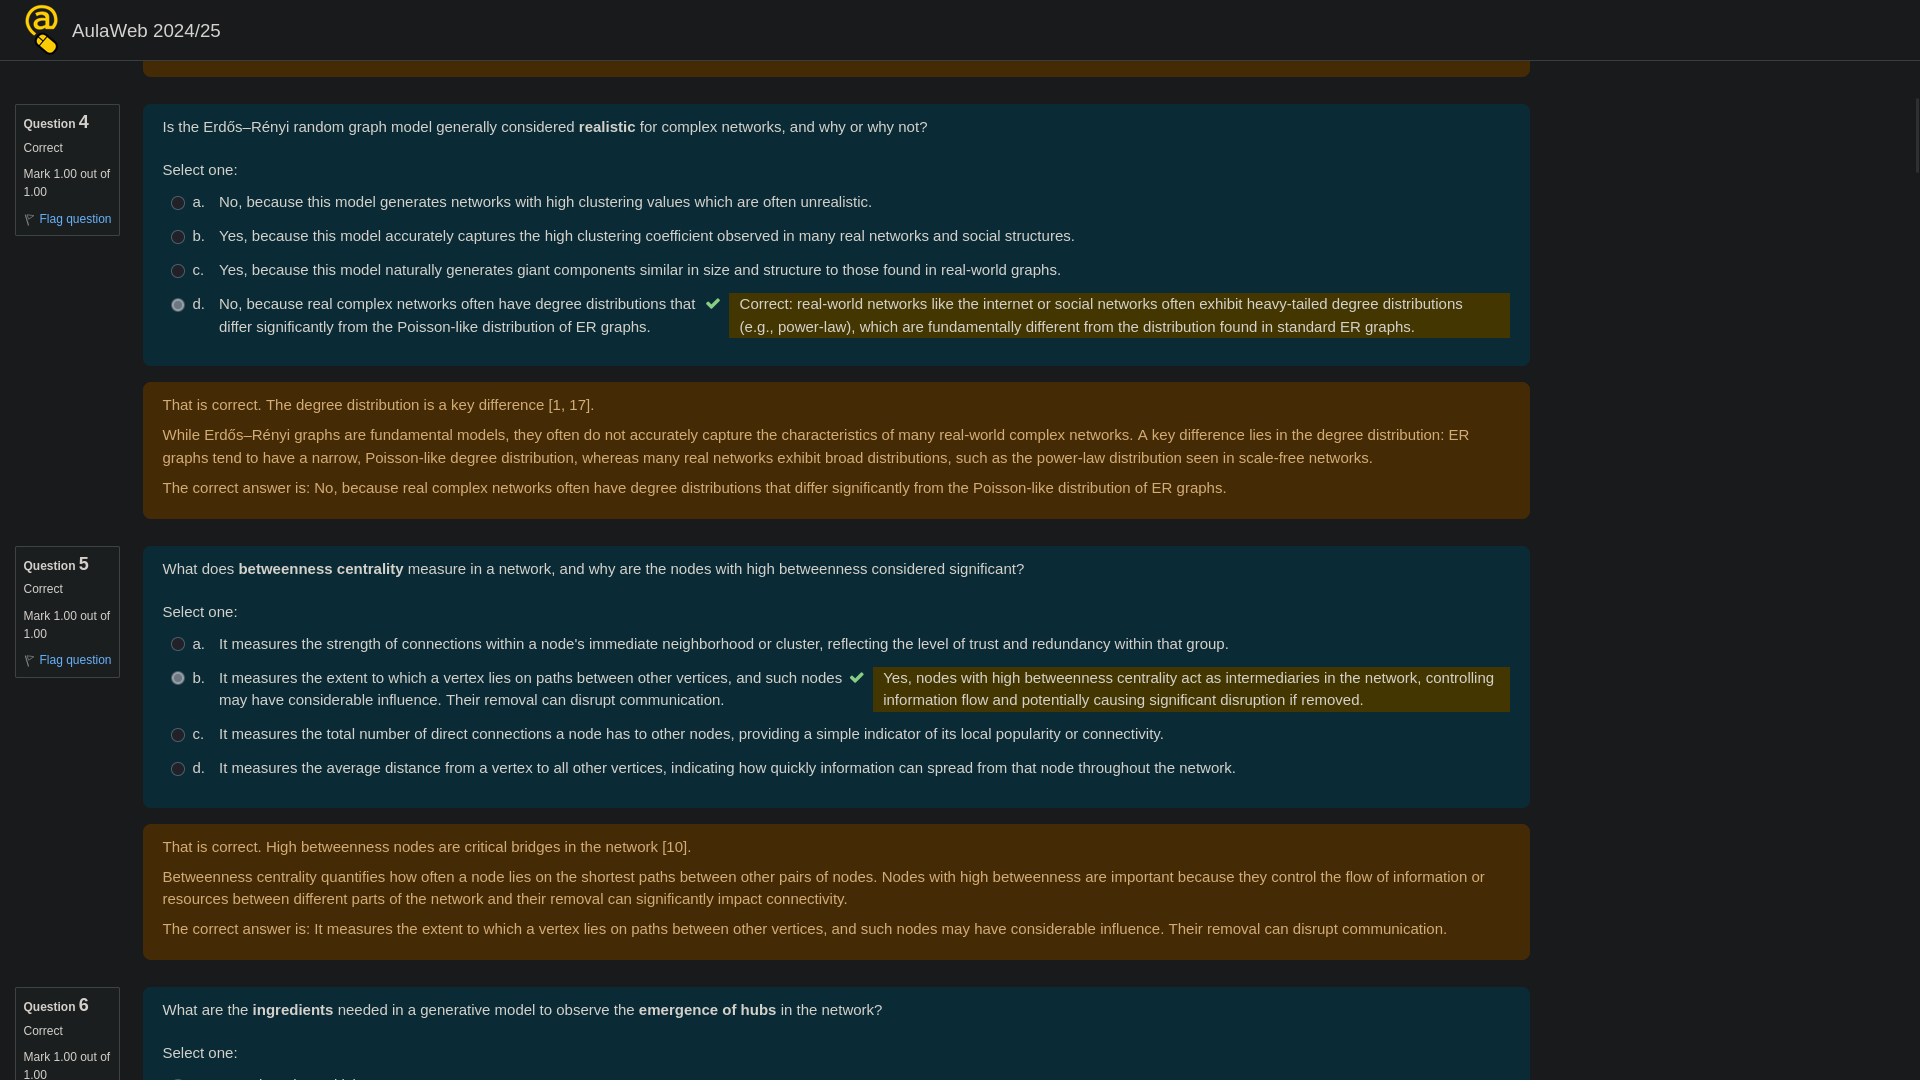 AulaWeb 2024/25
Question 4
Correct
Mark 1.00 out of
1.00
Flag question
Is the Erdős–Rényi random graph model generally considered realistic for complex networks, and why or why not?
Select one:
a. No, because this model generates networks with high clustering values which are often unrealistic.
b. Yes, because this model accurately captures the high clustering coefficient observed in many real networks and social structures.
c. Yes, because this model naturally generates giant components similar in size and structure to those found in real-world graphs.
d. No, because real complex networks often have degree distributions that
differ significantly from the Poisson-like distribution of ER graphs.
Correct: real-world networks like the internet or social networks often exhibit heavy-tailed degree distributions
(e.g., power-law), which are fundamentally different from the distribution found in standard ER graphs.
That is correct. The degree distribution is a key difference [1, 17].
While Erdős–Rényi graphs are fundamental models, they often do not accurately capture the characteristics of many real-world complex networks. A key difference lies in the degree distribution: ER
graphs tend to have a narrow, Poisson-like degree distribution, whereas many real networks exhibit broad distributions, such as the power-law distribution seen in scale-free networks.
The correct answer is: No, because real complex networks often have degree distributions that differ significantly from the Poisson-like distribution of ER graphs.
Question 5
Correct
Mark 1.00 out of
1.00
Flag question
What does betweenness centrality measure in a network, and why are the nodes with high betweenness considered significant?
Select one:
a. It measures the strength of connections within a node's immediate neighborhood or cluster, reflecting the level of trust and redundancy within that group.
b. It measures the extent to which a vertex lies on paths between other vertices, and such nodes
may have considerable influence. Their removal can disrupt communication.
Yes, nodes with high betweenness centrality act as intermediaries in the network, controlling
information flow and potentially causing significant disruption if removed.
c. It measures the total number of direct connections a node has to other nodes, providing a simple indicator of its local popularity or connectivity.
d. It measures the average distance from a vertex to all other vertices, indicating how quickly information can spread from that node throughout the network.
That is correct. High betweenness nodes are critical bridges in the network [10].
Betweenness centrality quantifies how often a node lies on the shortest paths between other pairs of nodes. Nodes with high betweenness are important because they control the flow of information or
resources between different parts of the network and their removal can significantly impact connectivity.
The correct answer is: It measures the extent to which a vertex lies on paths between other vertices, and such nodes may have considerable influence. Their removal can disrupt communication.
Question 6
Correct
Mark 1.00 out of
1.00
What are the ingredients needed in a generative model to observe the emergence of hubs in the network?
Select one: